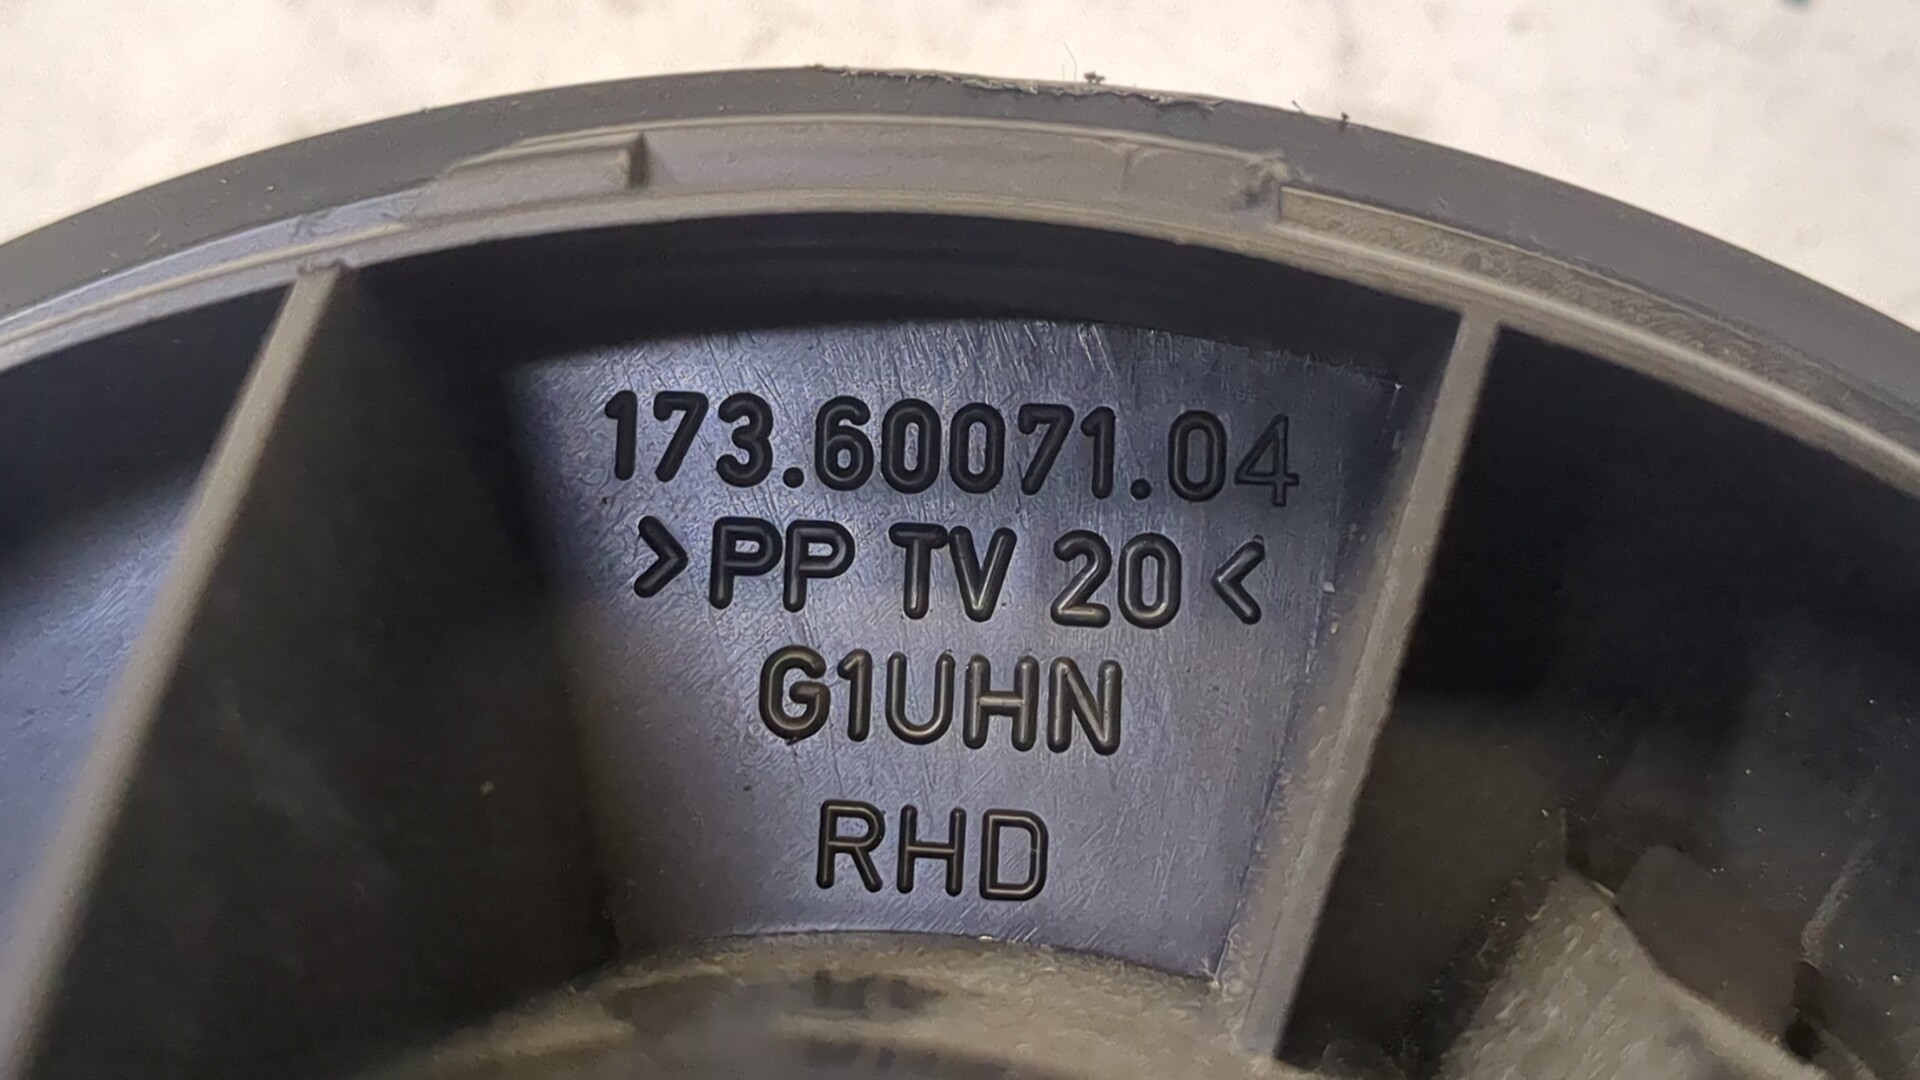 173.60071.04
>PP TV 20<
G1UHN
RHD